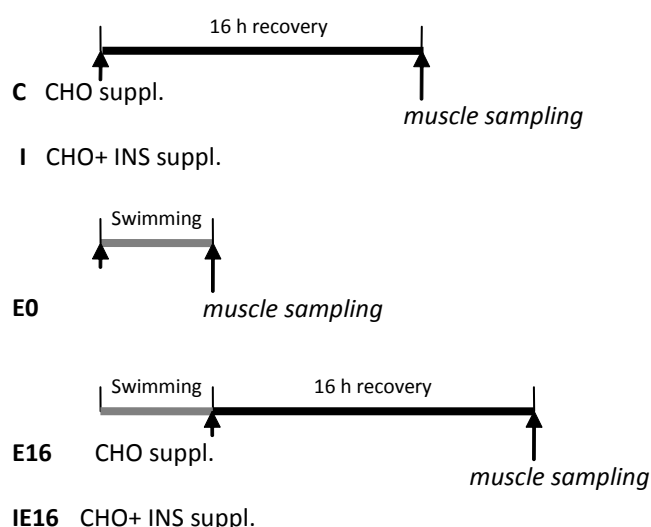 16 h recovery
C CHO suppl.
muscle sampling
I CHO+ INS suppl.
Swimming
E0 muscle sampling
Swimming 16 h recovery
E16 CHO suppl.
muscle sampling
IE16 CHO+ INS suppl.